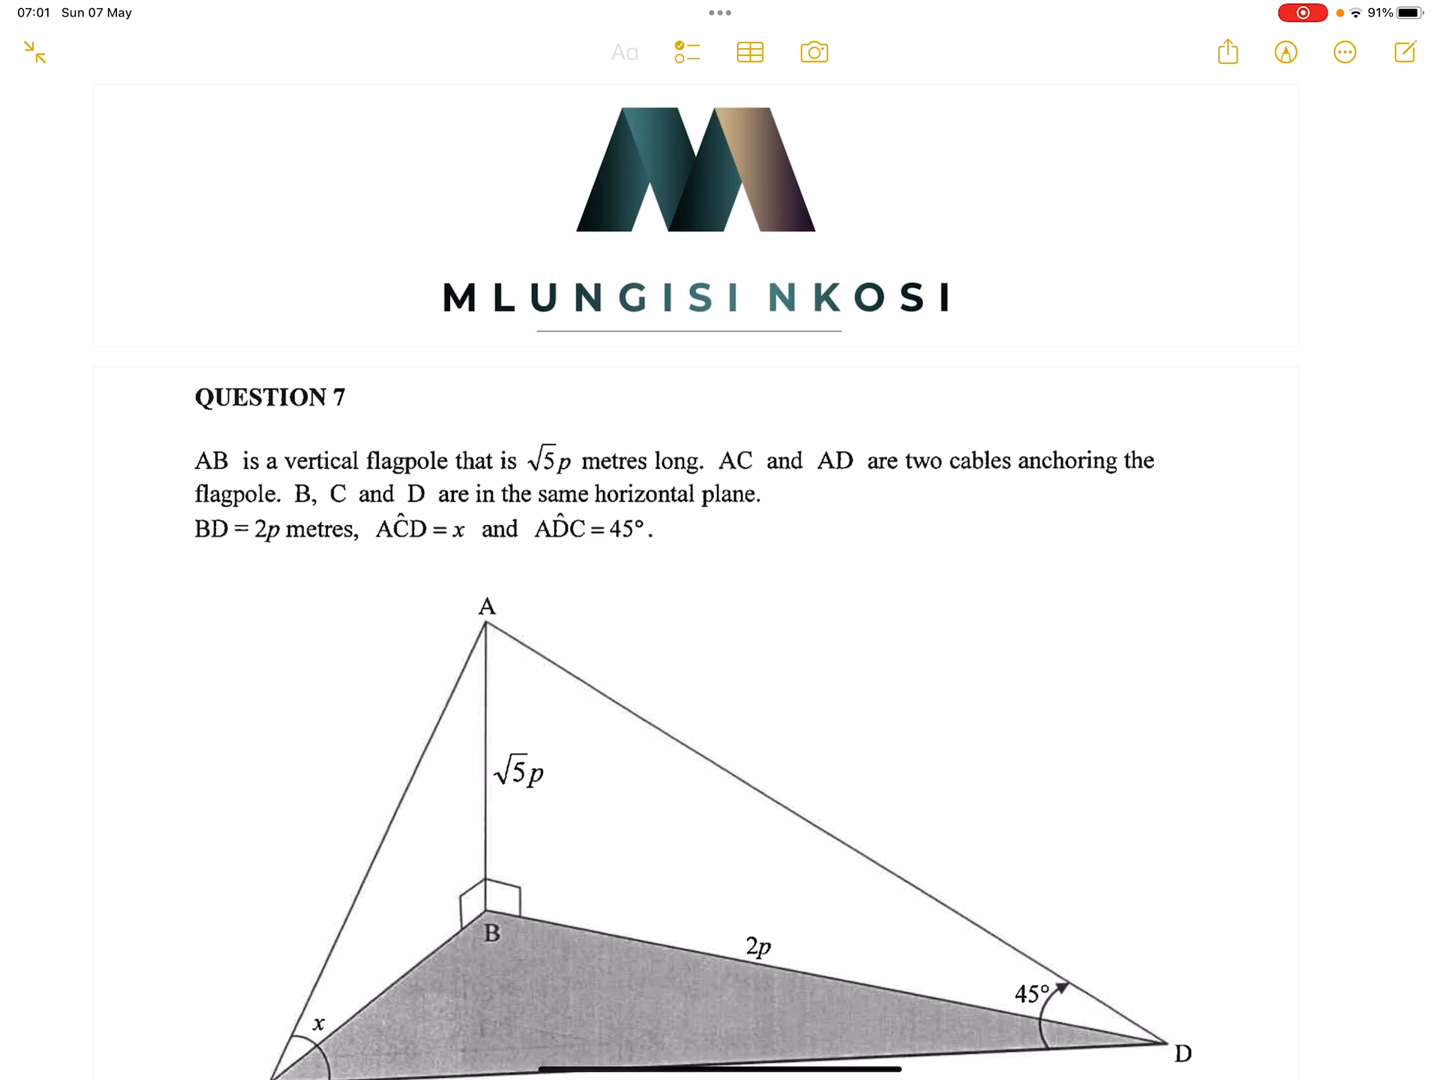 07:01 Sun 07 May
91%
Aa
MLUNGISI NKOSI
QUESTION 7
AB is a vertical flagpole that is √5p metres long. AC and AD are two cables anchoring the
flagpole. B, C and D are in the same horizontal plane.
BD = 2p metres, AĈD = x and AD̂C = 45°.
A
√5p
B
2p
45°
x
D